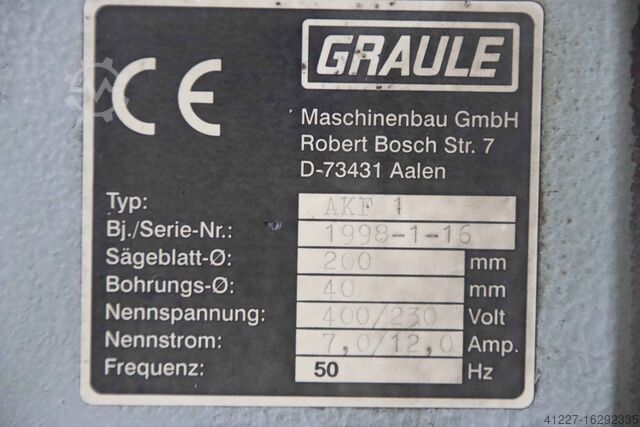 CE
GRAULE
Maschinenbau GmbH
Robert Bosch Str. 7
D-73431 Aalen
Typ: AKF 1
Bj./Serie-Nr.: 1998-1-16
Sägeblatt-Ø: 200 mm
Bohrungs-Ø: 40 mm
Nennspannung: 400/230 Volt
Nennstrom: 7,0/12,0 Amp.
Frequenz: 50 Hz
41227-16292335